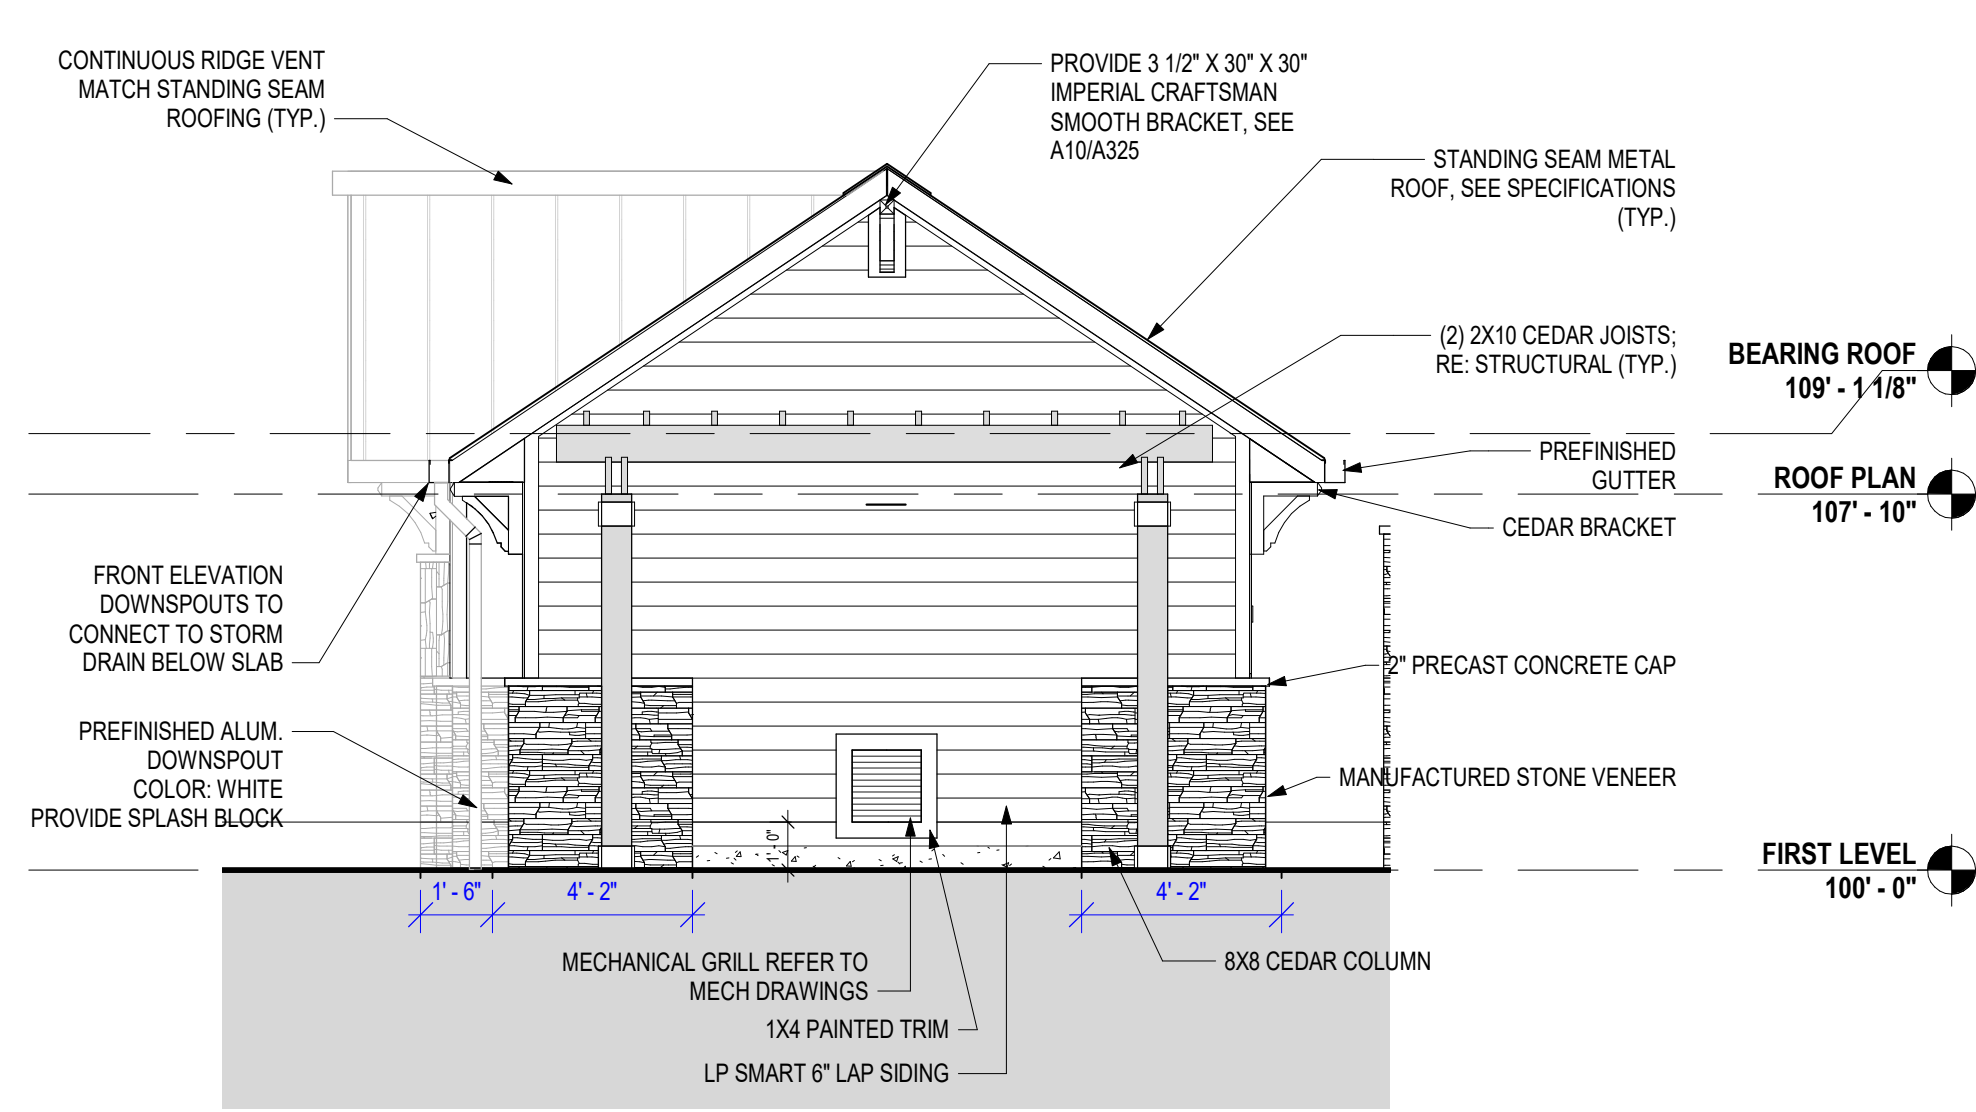 CONTINUOUS RIDGE VENT
MATCH STANDING SEAM
ROOFING (TYP.)
PROVIDE 3 1/2" X 30" X 30"
IMPERIAL CRAFTSMAN
SMOOTH BRACKET, SEE
A10/A325
STANDING SEAM METAL
ROOF, SEE SPECIFICATIONS
(TYP.)
(2) 2X10 CEDAR JOISTS;
RE: STRUCTURAL (TYP.)
BEARING ROOF
109' - 1 1/8"
PREFINISHED
GUTTER
ROOF PLAN
107' - 10"
CEDAR BRACKET
FRONT ELEVATION
DOWNSPOUTS TO
CONNECT TO STORM
DRAIN BELOW SLAB
2" PRECAST CONCRETE CAP
PREFINISHED ALUM.
DOWNSPOUT
COLOR: WHITE
PROVIDE SPLASH BLOCK
MANUFACTURED STONE VENEER
1' - 0"
FIRST LEVEL
100' - 0"
1' - 6"
4' - 2"
4' - 2"
MECHANICAL GRILL REFER TO
MECH DRAWINGS
8X8 CEDAR COLUMN
1X4 PAINTED TRIM
LP SMART 6" LAP SIDING